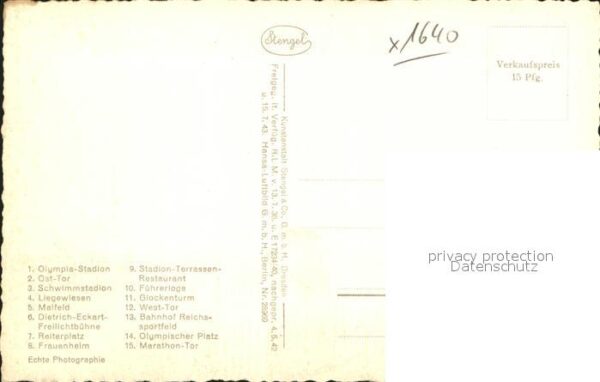 Stengel
x1640
Verkaufspreis
15 Pfg.
Kunstanstalt Stengel & Co., G. m. b. H. Dresden
Freigeg. lt. Verfüg. R.L.M. v. 13. 7. 36. u. E 17234-40, nachgepr. 4. 5. 42
u. 15. 7. 43. Hansa Luftbild G. m. b. H., Berlin, Nr.
privacy protection
Datenschutz
1. Olympia-Stadion
2. Ost-Tor
3. Schwimmstadion
4. Liegewiesen
5. Maifeld
6. Dietrich-Eckart-
Freilichtbühne
7. Reiterplatz
8. Frauenheim
9. Stadion-Terrassen-
Restaurant
10. Führerloge
11. Glockenturm
12. West-Tor
13. Bahnhof Reichs-
sportfeld
14. Olympischer Platz
15. Marathon-Tor
Echte Photographie